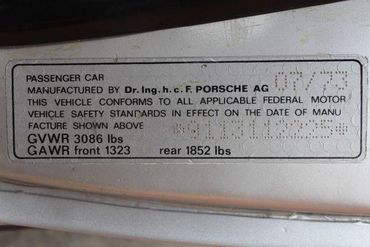 PASSENGER CAR 07/73
MANUFACTURED BY Dr. Ing. h. c. F. PORSCHE AG
THIS VEHICLE CONFORMS TO ALL APPLICABLE FEDERAL MOTOR
VEHICLE SAFETY STANDARDS IN EFFECT ON THE DATE OF MANU
FACTURE SHOWN ABOVE
GVWR 3086 lbs
GAWR front 1323 rear 1852 lbs